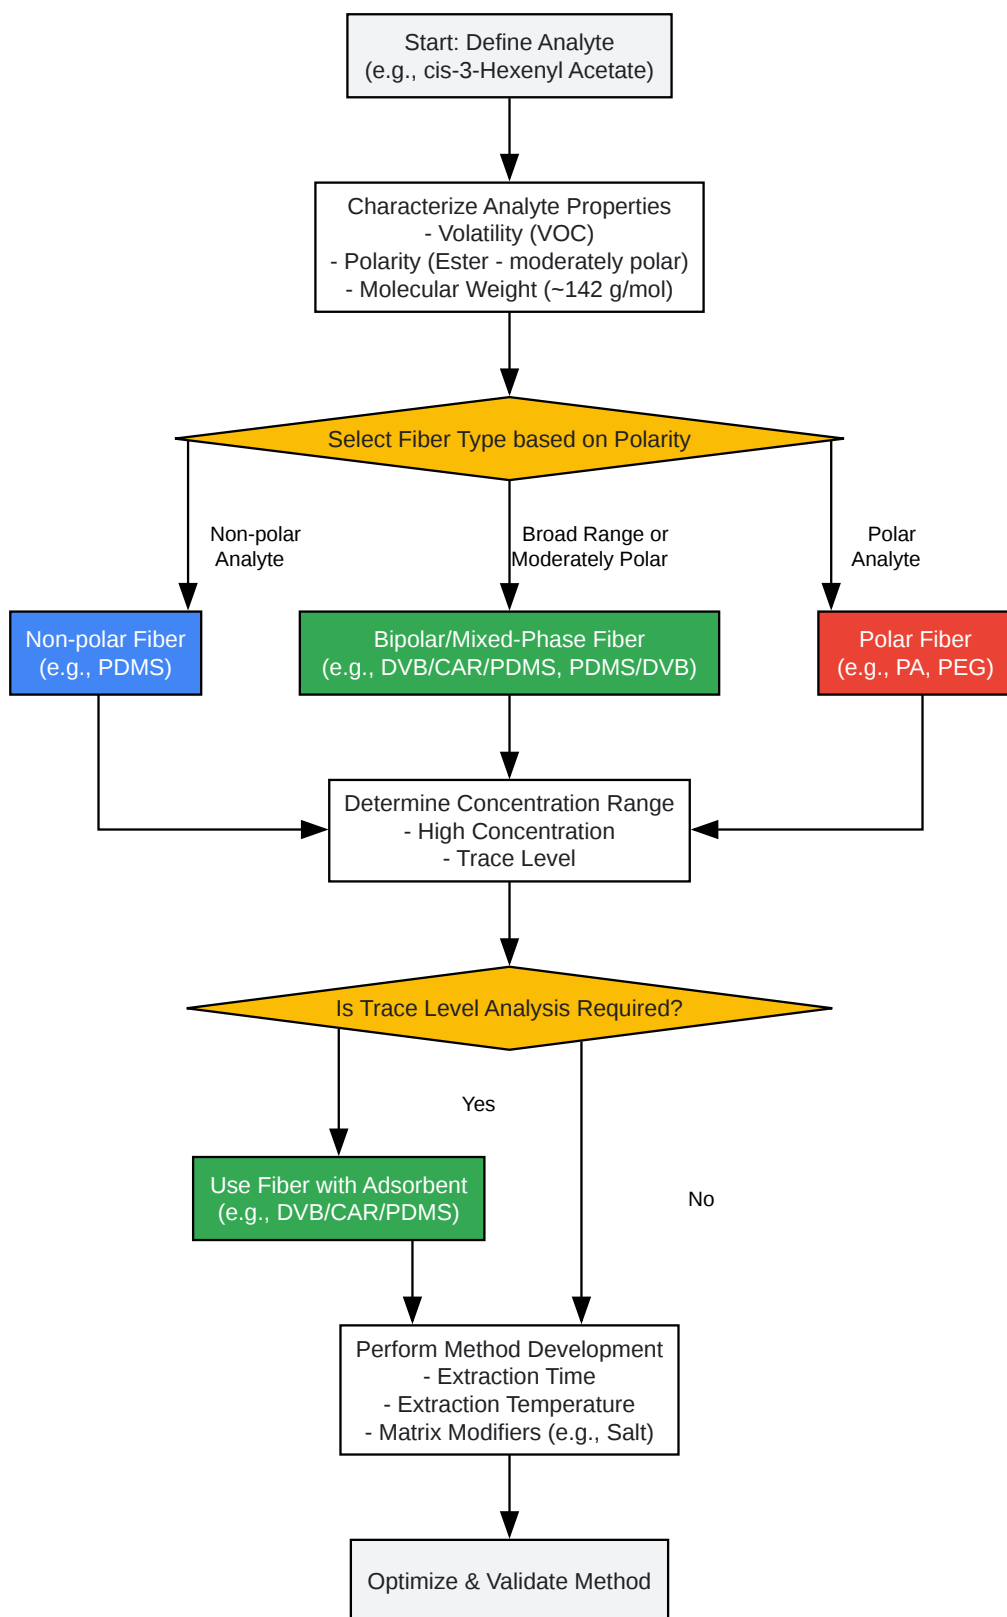 Start: Define Analyte
(e.g., cis-3-Hexenyl Acetate)
Characterize Analyte Properties
- Volatility (VOC)
- Polarity (Ester - moderately polar)
- Molecular Weight (~142 g/mol)
Select Fiber Type based on Polarity
Non-polar
Analyte
Broad Range or
Moderately Polar
Polar
Analyte
Non-polar Fiber
(e.g., PDMS)
Bipolar/Mixed-Phase Fiber
(e.g., DVB/CAR/PDMS, PDMS/DVB)
Polar Fiber
(e.g., PA, PEG)
Determine Concentration Range
- High Concentration
- Trace Level
Is Trace Level Analysis Required?
Yes
Use Fiber with Adsorbent
(e.g., DVB/CAR/PDMS)
No
Perform Method Development
- Extraction Time
- Extraction Temperature
- Matrix Modifiers (e.g., Salt)
Optimize & Validate Method